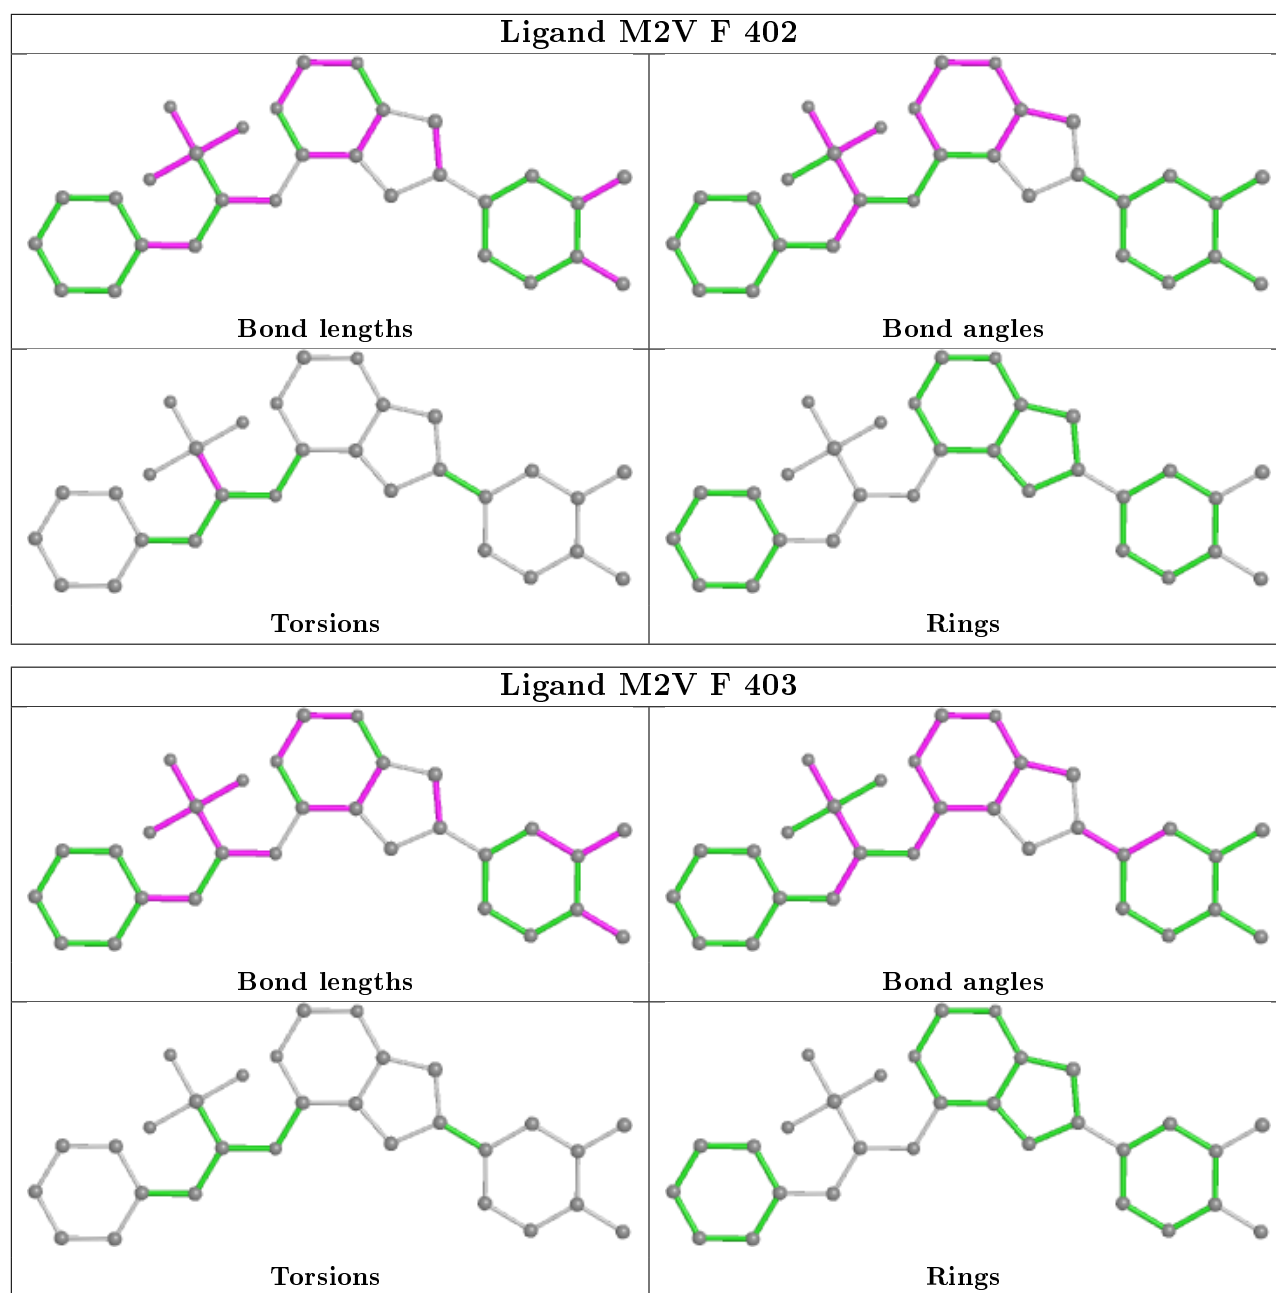 Ligand M2V F 402
Bond lengths
Bond angles
Torsions
Rings
Ligand M2V F 403
Bond lengths
Bond angles
Torsions
Rings